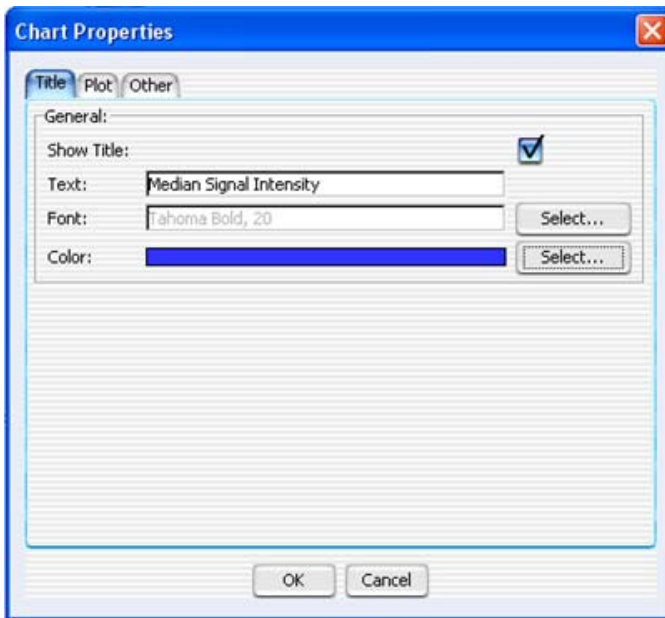 Chart Properties
Title Plot Other
General:
Show Title:
Text: Median Signal Intensity
Font: Tahoma Bold, 20 Select...
Color: Select...
OK Cancel